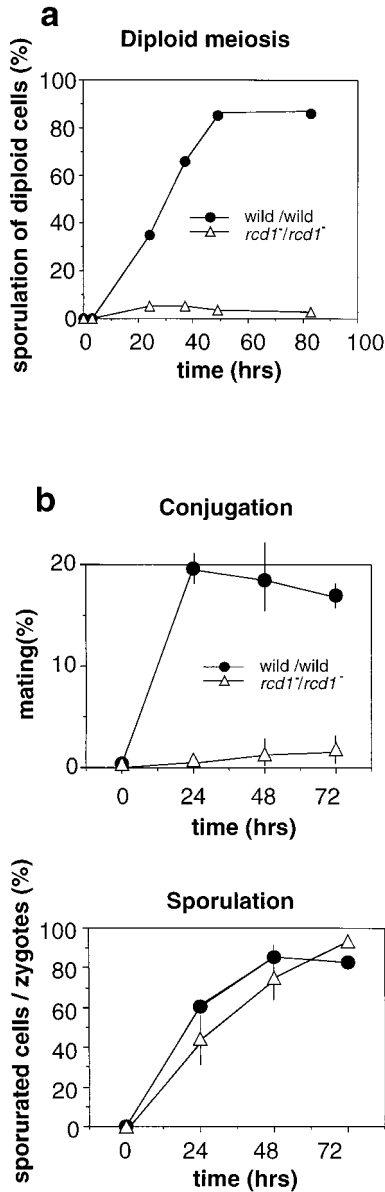 a
Diploid meiosis
sporulation of diploid cells (%)
100
80
60
40
20
0
wild /wild
rcd1-/rcd1-
0 20 40 60 80 100
time (hrs)
b
Conjugation
mating(%)
20
10
0
wild /wild
rcd1-/rcd1-
0 24 48 72
time (hrs)
Sporulation
sporurated cells / zygotes (%)
100
80
60
40
20
0
0 24 48 72
time (hrs)